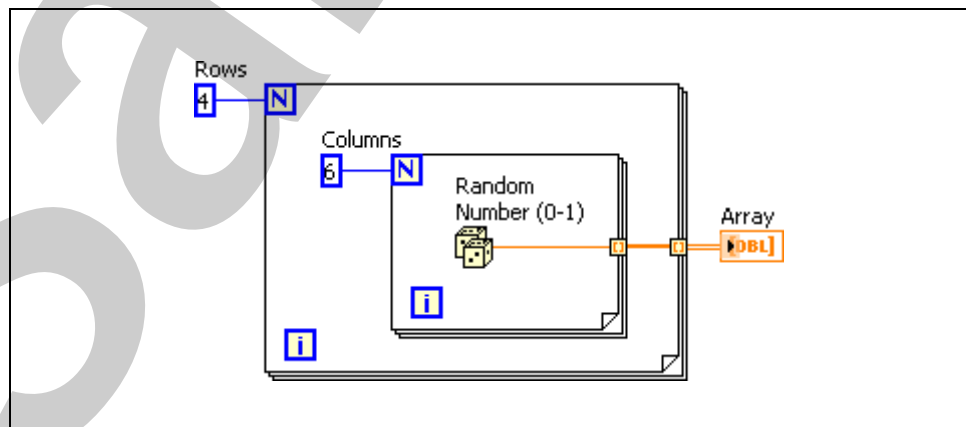 Rows
4
N
Columns
6
N
Random
Number (0-1)
Array
DBL]
i
i